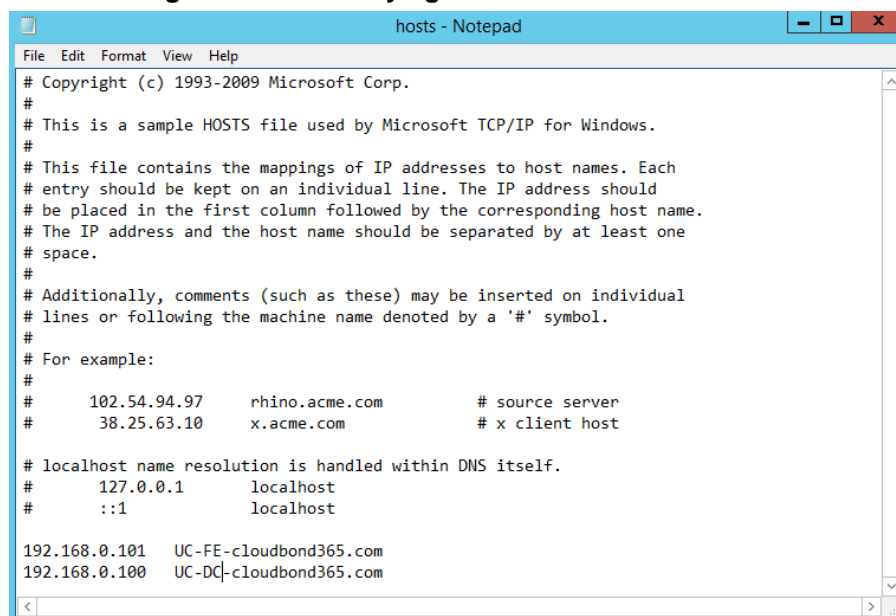 hosts - Notepad
File Edit Format View Help
# Copyright (c) 1993-2009 Microsoft Corp.
#
# This is a sample HOSTS file used by Microsoft TCP/IP for Windows.
#
# This file contains the mappings of IP addresses to host names. Each
# entry should be kept on an individual line. The IP address should
# be placed in the first column followed by the corresponding host name.
# The IP address and the host name should be separated by at least one
# space.
#
# Additionally, comments (such as these) may be inserted on individual
# lines or following the machine name denoted by a '#' symbol.
#
# For example:
#
#      102.54.94.97     rhino.acme.com          # source server
#       38.25.63.10     x.acme.com              # x client host
# localhost name resolution is handled within DNS itself.
#       127.0.0.1       localhost
#       ::1             localhost
192.168.0.101   UC-FE-cloudbond365.com
192.168.0.100   UC-DC-cloudbond365.com